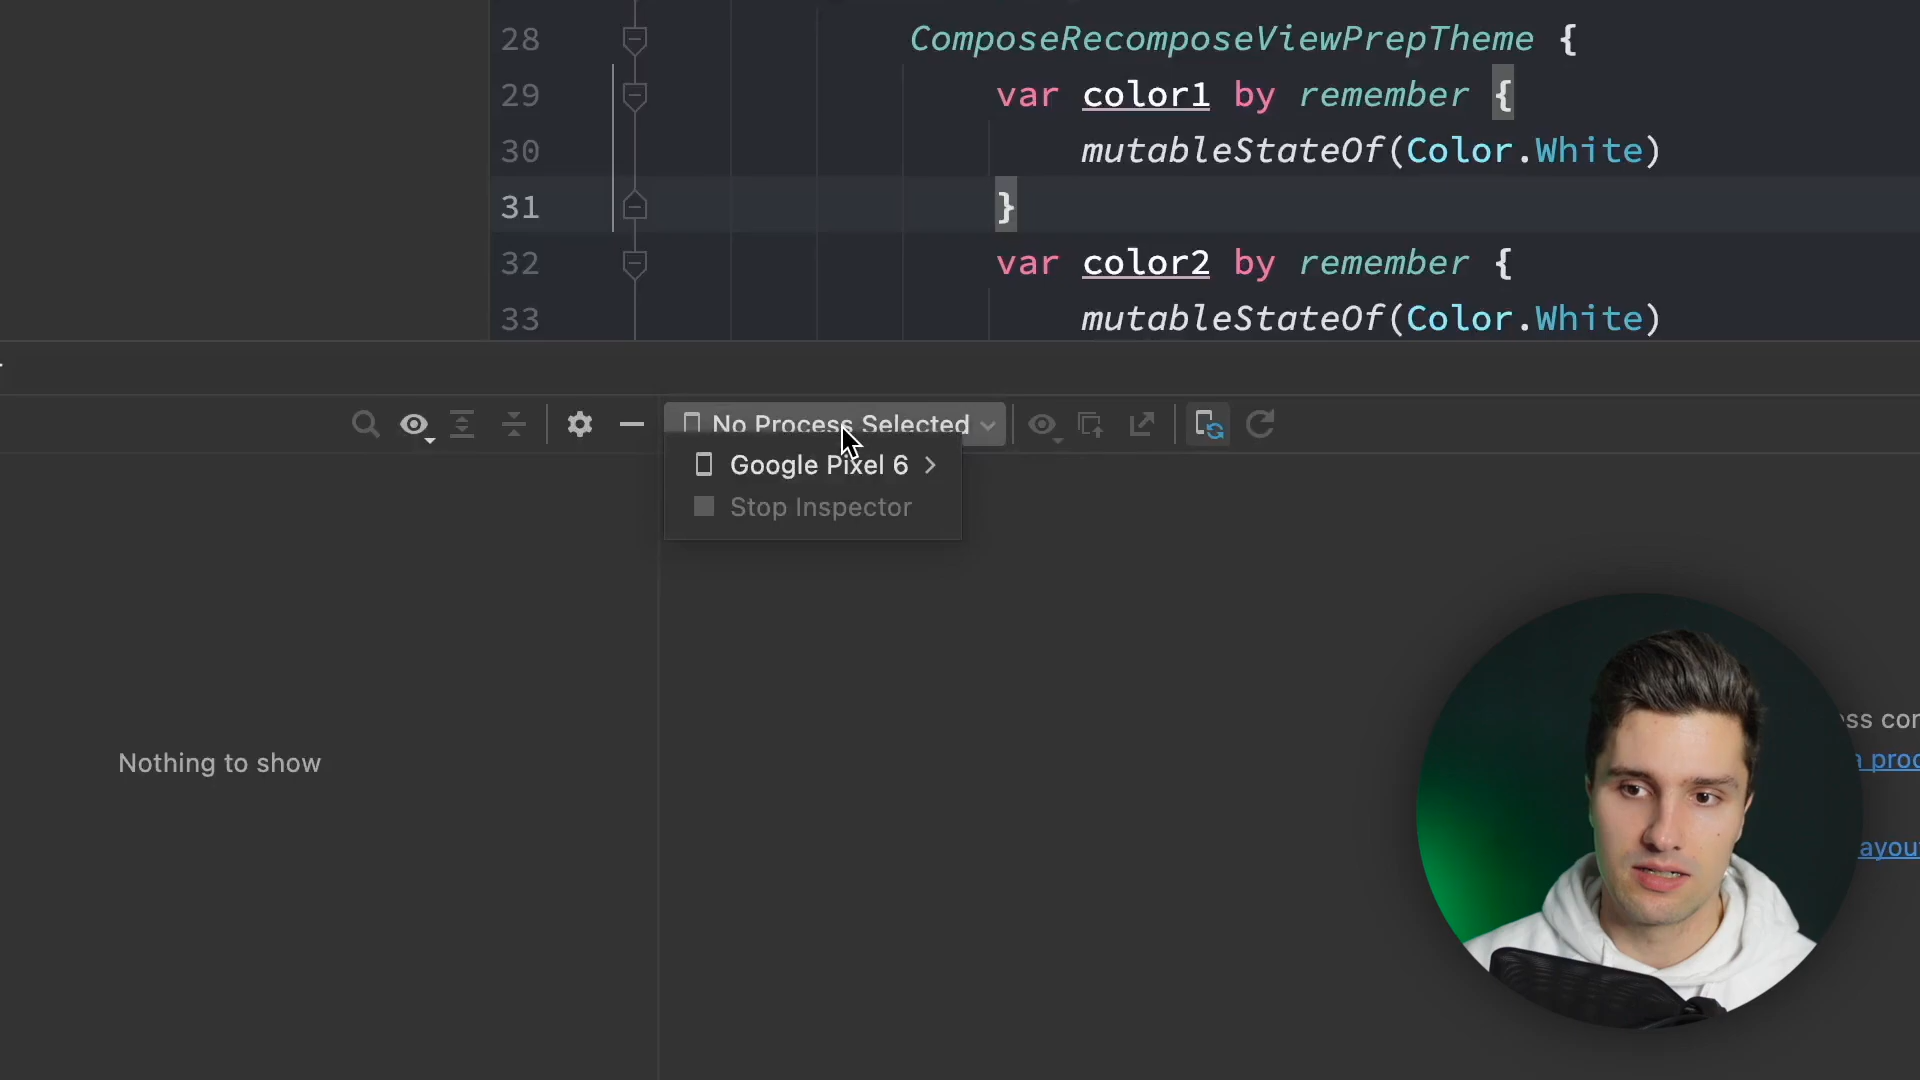 28 ComposeRecomposeViewPrepTheme {
29 var color1 by remember {
30 mutableStateOf(Color.White)
31 }
32 var color2 by remember {
33 mutableStateOf(Color.White)
No Process Selected
Google Pixel 6
Stop Inspector
Nothing to show